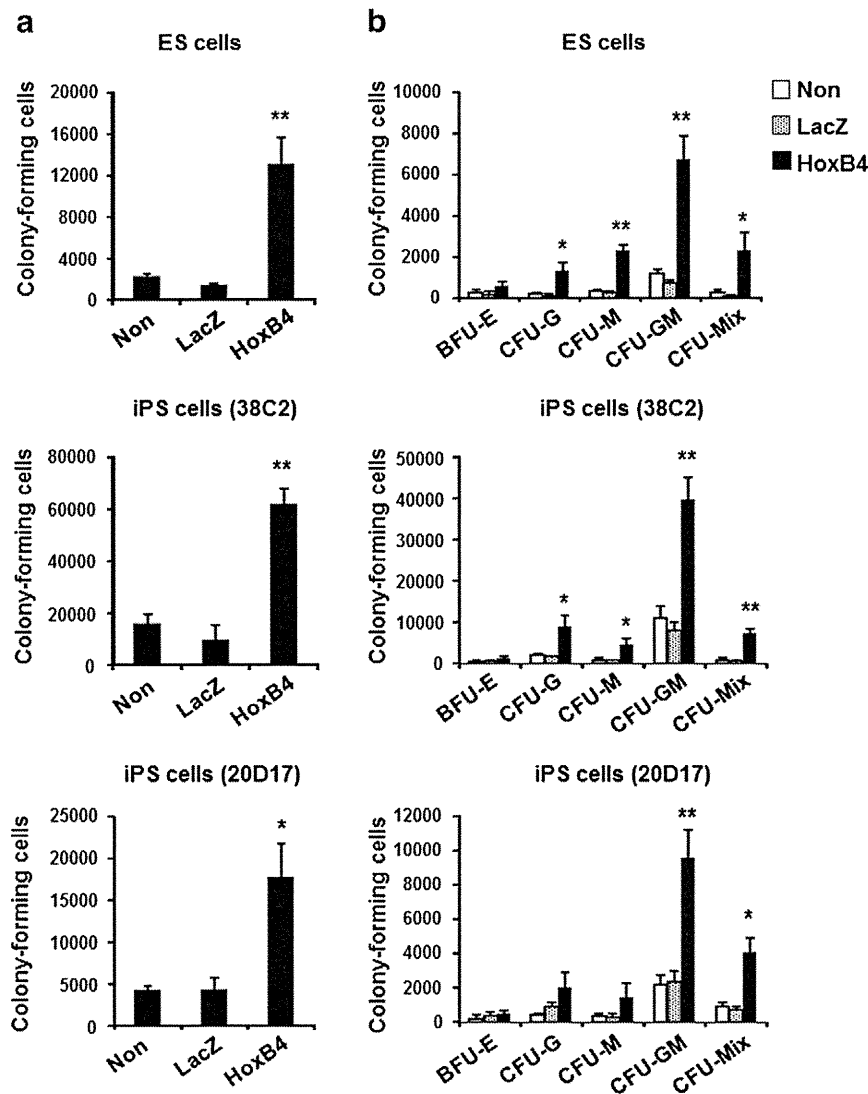 a
ES cells
Colony-forming cells
20000
16000
12000
8000
4000
0
**
Non
LacZ
HoxB4
iPS cells (38C2)
Colony-forming cells
80000
60000
40000
20000
0
**
Non
LacZ
HoxB4
iPS cells (20D17)
Colony-forming cells
25000
20000
15000
10000
5000
0
*
Non
LacZ
HoxB4
b
ES cells
Non
LacZ
HoxB4
Colony-forming cells
10000
8000
6000
4000
2000
0
*
**
**
*
BFU-E
CFU-G
CFU-M
CFU-GM
CFU-Mix
iPS cells (38C2)
Colony-forming cells
50000
40000
30000
20000
10000
0
*
*
**
**
BFU-E
CFU-G
CFU-M
CFU-GM
CFU-Mix
iPS cells (20D17)
Colony-forming cells
12000
10000
8000
6000
4000
2000
0
**
*
BFU-E
CFU-G
CFU-M
CFU-GM
CFU-Mix